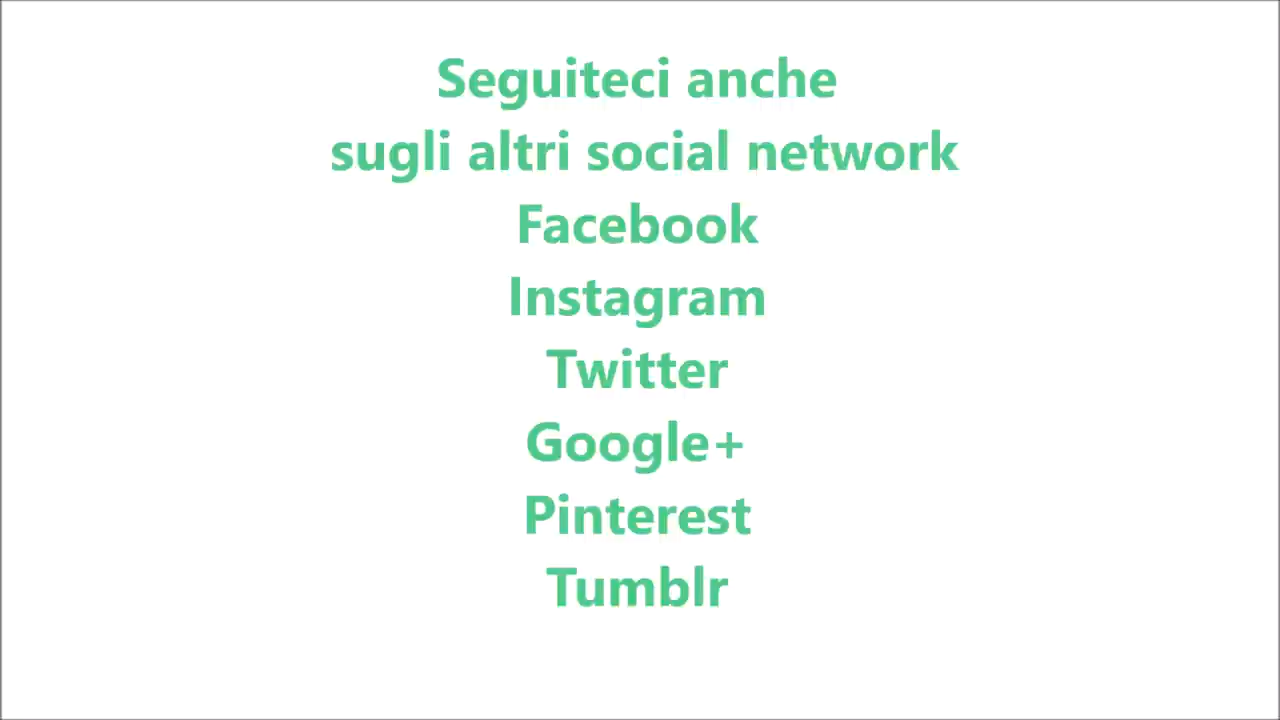 Seguiteci anche
sugli altri social network
Facebook
Instagram
Twitter
Google+
Pinterest
Tumblr